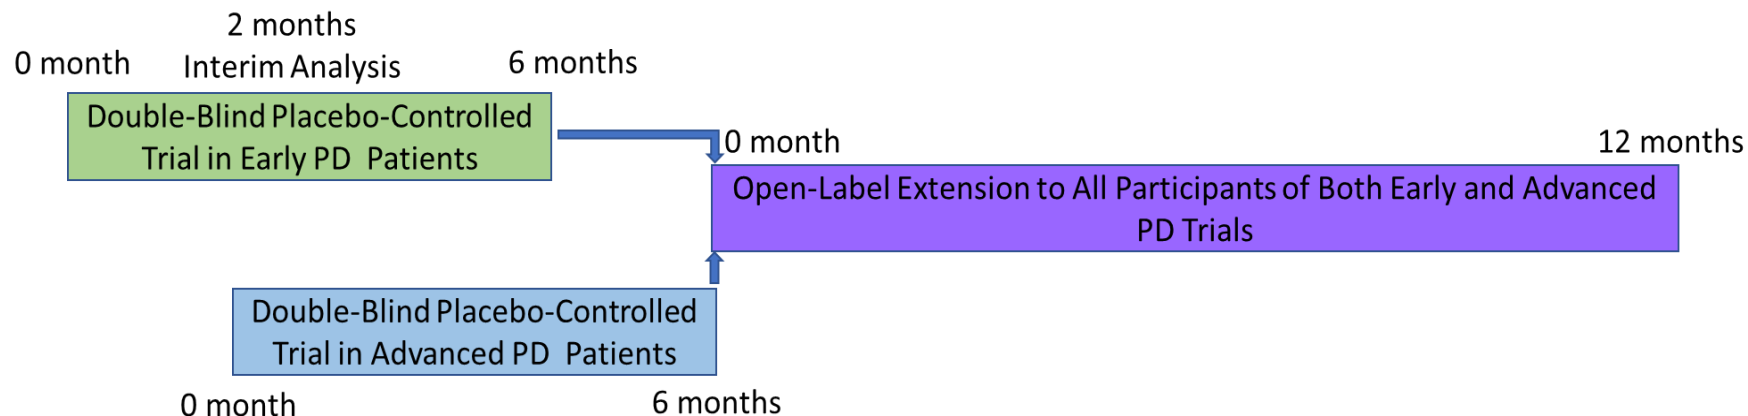 2 months
0 month
Interim Analysis
6 months
Double-Blind Placebo-Controlled
Trial in Early PD Patients
0 month
12 months
Open-Label Extension to All Participants of Both Early and Advanced
PD Trials
Double-Blind Placebo-Controlled
Trial in Advanced PD Patients
0 month
6 months